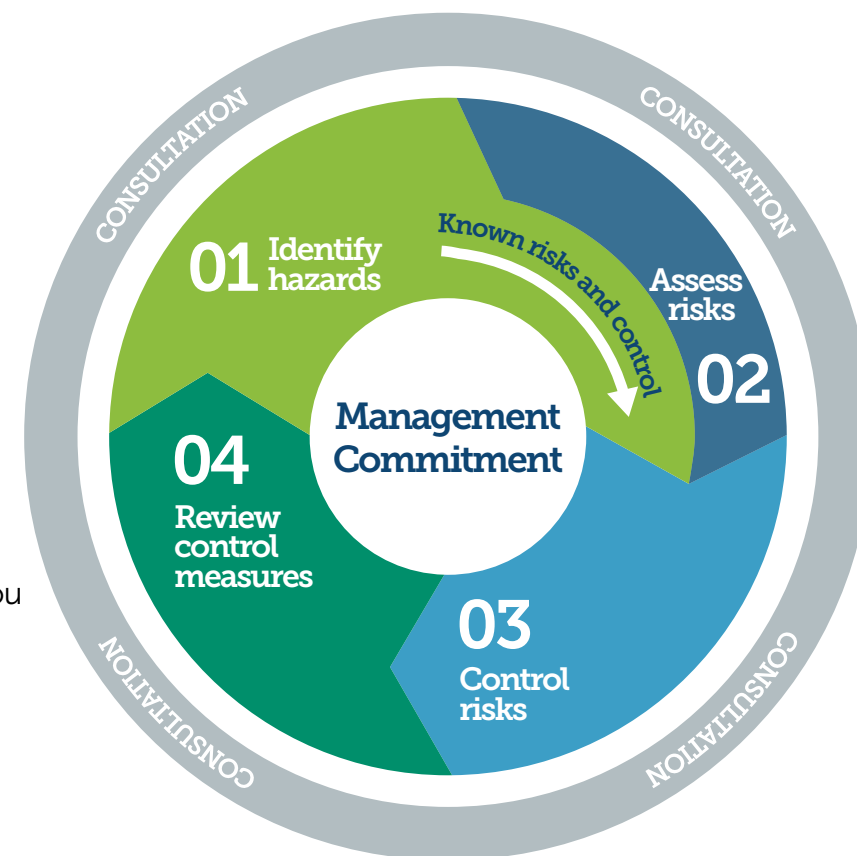 CONSULTATION
CONSULTATION
01 Identify
hazards
Known risks and control
Assess
risks
02
Management
Commitment
04
Review
control
measures
ou
03
Control
risks
CONSULTATION
CONSULTATION